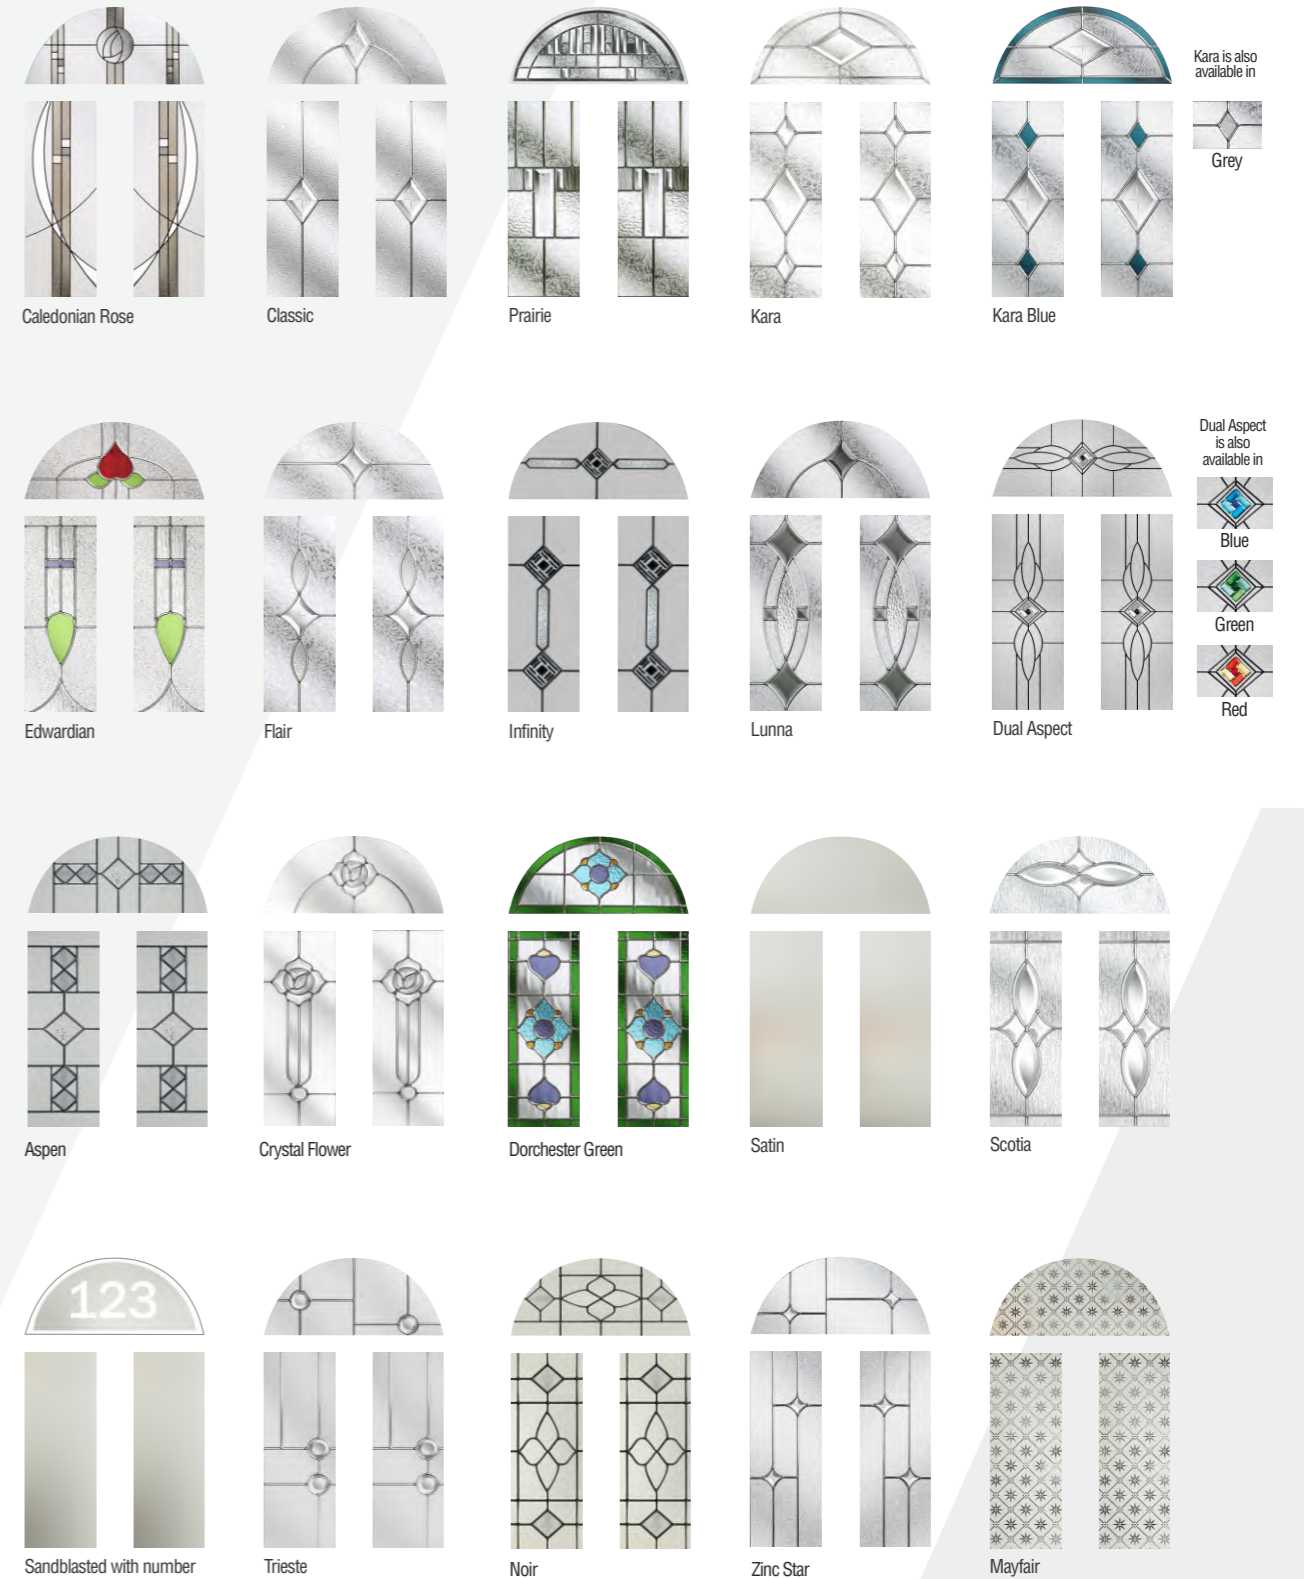 Kara is also
available in
Grey
Caledonian Rose
Classic
Prairie
Kara
Kara Blue
Dual Aspect
is also
available in
Blue
Green
Red
Edwardian
Flair
Infinity
Lunna
Dual Aspect
Aspen
Crystal Flower
Dorchester Green
Satin
Scotia
123
Sandblasted with number
Trieste
Noir
Zinc Star
Mayfair